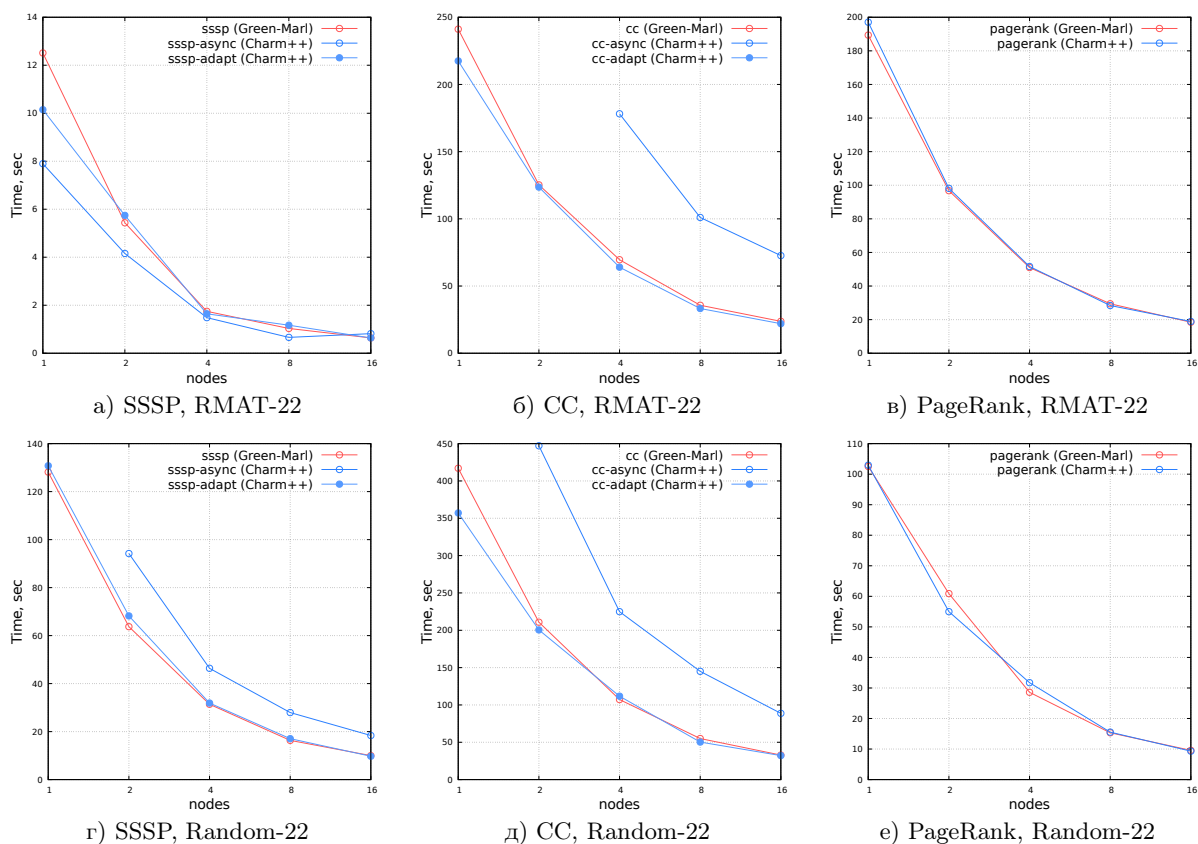 14
12
10
8
6
4
2
0
Time, sec
sssp (Green-Marl)
sssp-async (Charm++)
sssp-adapt (Charm++)
1 2 4 8 16
nodes
а) SSSP, RMAT-22
250
200
150
100
50
0
Time, sec
cc (Green-Marl)
cc-async (Charm++)
cc-adapt (Charm++)
1 2 4 8 16
nodes
б) CC, RMAT-22
200
180
160
140
120
100
80
60
40
20
0
Time, sec
pagerank (Green-Marl)
pagerank (Charm++)
1 2 4 8 16
nodes
в) PageRank, RMAT-22
140
120
100
80
60
40
20
0
Time, sec
sssp (Green-Marl)
sssp-async (Charm++)
sssp-adapt (Charm++)
1 2 4 8 16
nodes
г) SSSP, Random-22
450
400
350
300
250
200
150
100
50
0
Time, sec
cc (Green-Marl)
cc-async (Charm++)
cc-adapt (Charm++)
1 2 4 8 16
nodes
д) CC, Random-22
110
100
90
80
70
60
50
40
30
20
10
0
Time, sec
pagerank (Green-Marl)
pagerank (Charm++)
1 2 4 8 16
nodes
е) PageRank, Random-22